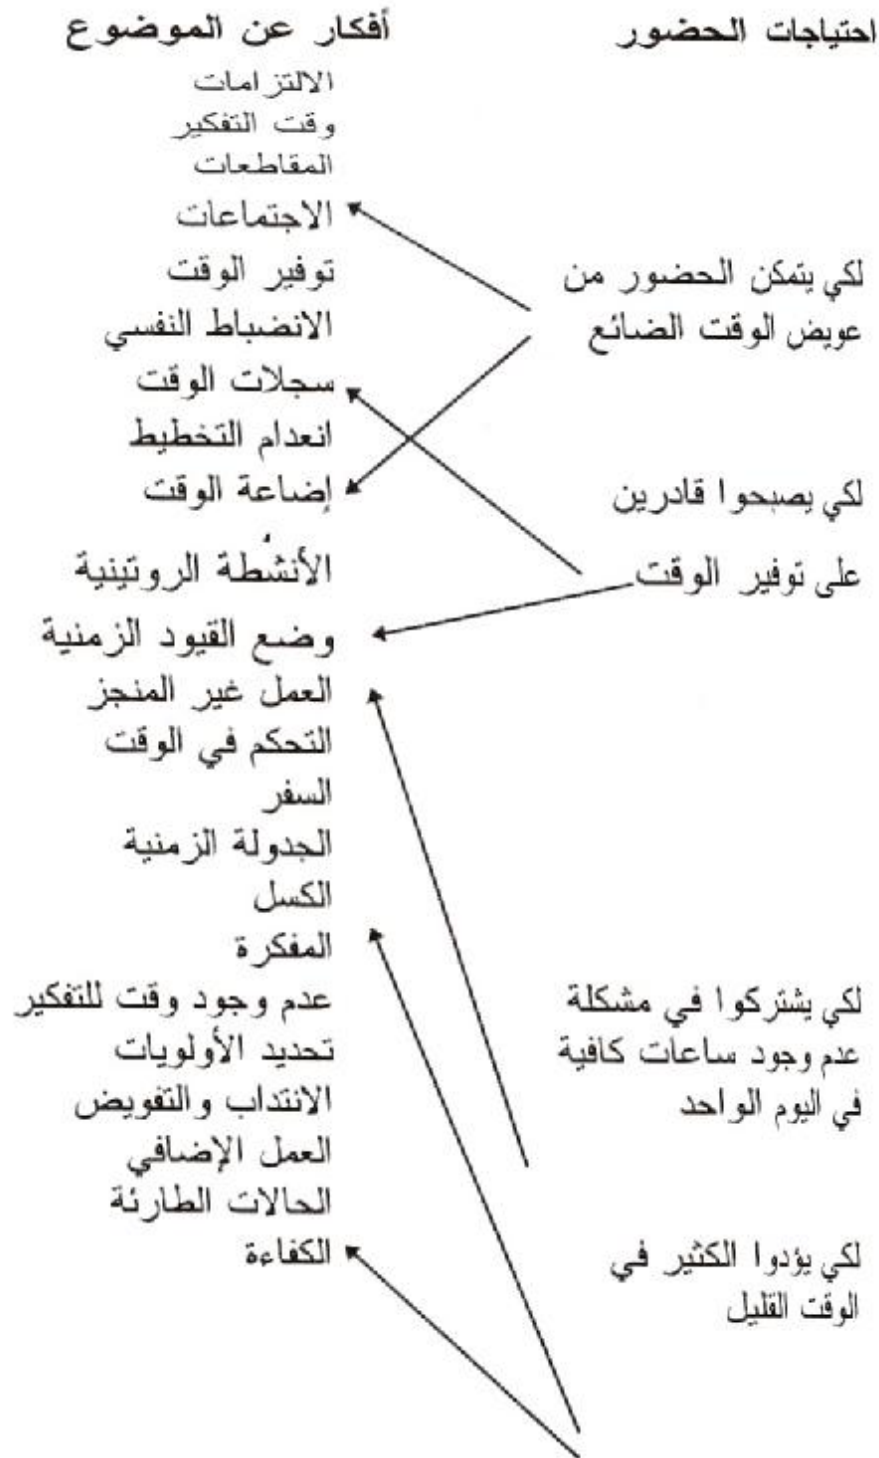 احتياجات الحضور
لكي يتمكن الحضور من
عويض الوقت الضائع
لكي يصبحوا قادرين
على توفير الوقت
لكي يشتركوا في مشكلة
عدم وجود ساعات كافية
في اليوم الواحد
لكي يؤدوا الكثير في
الوقت القليل
أفكار عن الموضوع
الالتزامات
وقت التفكير
المقاطعات
الاجتماعات
توفير الوقت
الانضباط النفسي
سجلات الوقت
انعدام التخطيط
إضاعة الوقت
الأنشطة الروتينية
وضع القيود الزمنية
العمل غير المنجز
التحكم في الوقت
السفر
الجدولة الزمنية
الكسل
المفكرة
عدم وجود وقت للتفكير
تحديد الأولويات
الانتداب والتفويض
العمل الإضافي
الحالات الطارئة
الكفاءة